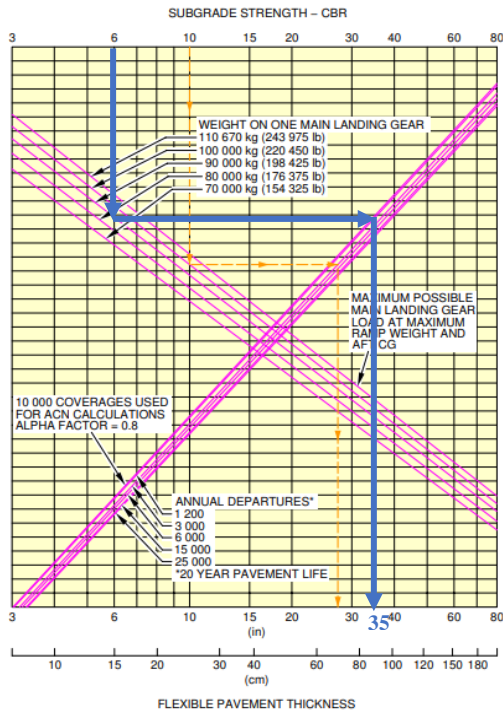 SUBGRADE STRENGTH – CBR
3 6 10 15 20 30 40 60 80
WEIGHT ON ONE MAIN LANDING GEAR
110 670 kg (243 975 lb)
100 000 kg (220 450 lb)
90 000 kg (198 425 lb)
80 000 kg (176 375 lb)
70 000 kg (154 325 lb)
MAXIMUM POSSIBLE
MAIN LANDING GEAR
LOAD AT MAXIMUM
RAMP WEIGHT AND
AFT CG
10 000 COVERAGES USED
FOR ACN CALCULATIONS
ALPHA FACTOR = 0.8
ANNUAL DEPARTURES*
1 200
3 000
6 000
15 000
25 000
*20 YEAR PAVEMENT LIFE
3 6 10 15 20 30 40 60 80
35
(in)
10 15 20 30 40 60 80 100 120 150 180
(cm)
FLEXIBLE PAVEMENT THICKNESS